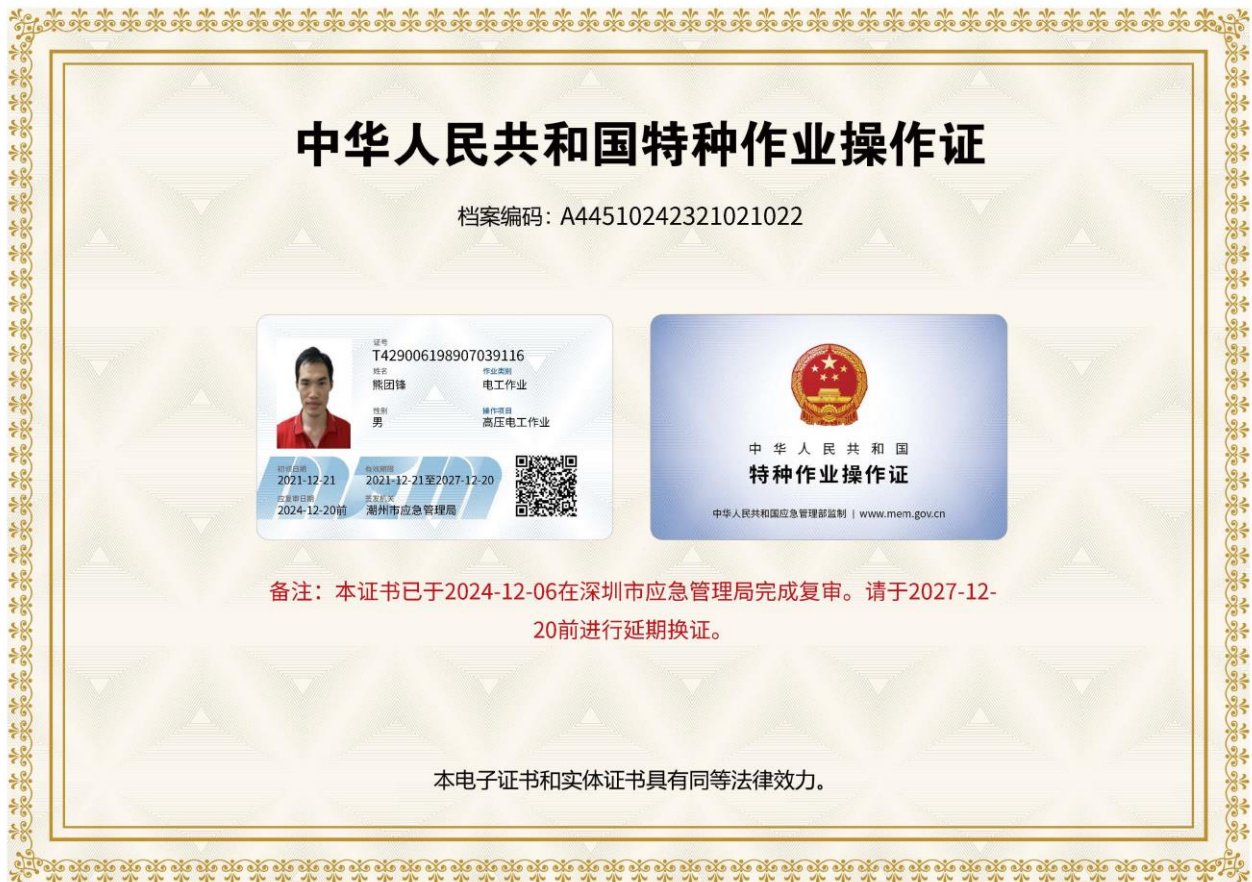 中华人民共和国特种作业操作证
档案编码：A44510242321021022
证号
T429006198907039116
姓名 作业类别
熊团锋 电工作业
性别 操作项目
男 高压电工作业
初领日期 有效期限
2021-12-21 2021-12-21至2027-12-20
应复审日期 签发机关
2024-12-20前 潮州市应急管理局
中华人民共和国
特种作业操作证
中华人民共和国应急管理部监制 | www.mem.gov.cn
备注：本证书已于2024-12-06在深圳市应急管理局完成复审。请于2027-12-
20前进行延期换证。
本电子证书和实体证书具有同等法律效力。